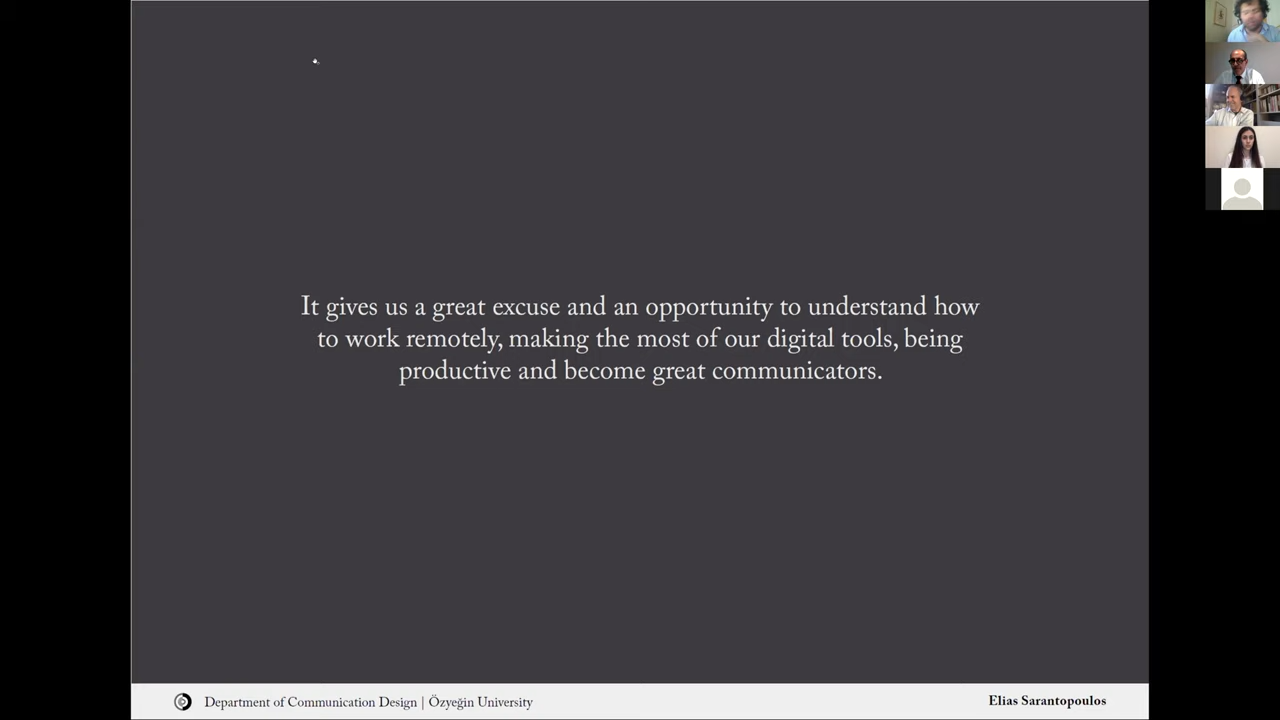 It gives us a great excuse and an opportunity to understand how
to work remotely, making the most of our digital tools, being
productive and become great communicators.
Department of Communication Design | Özyeğin University
Elias Sarantopoulos